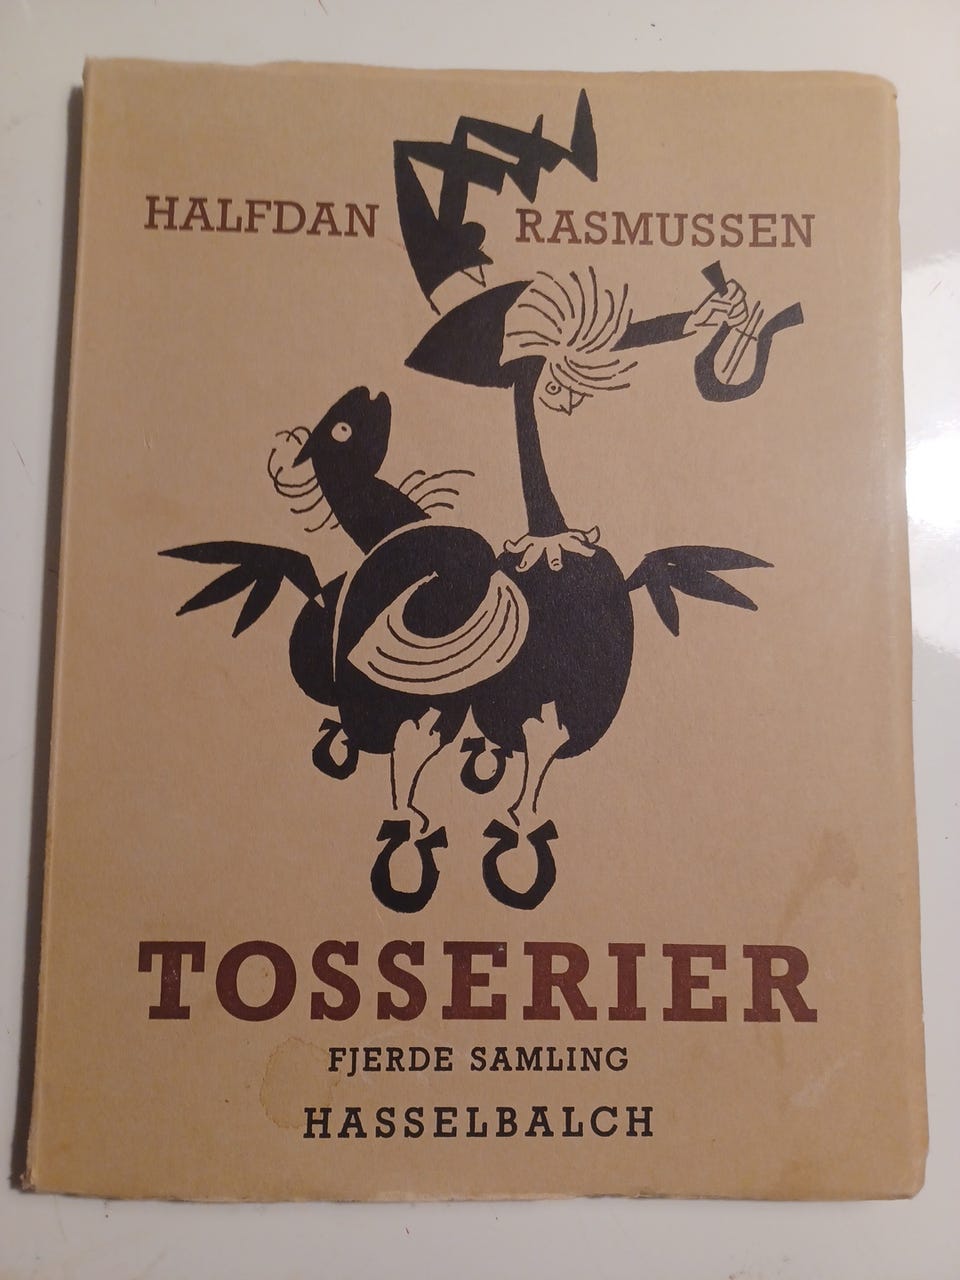 HALFDAN RASMUSSEN
TOSSERIER
FJERDE SAMLING
HASSELBALCH